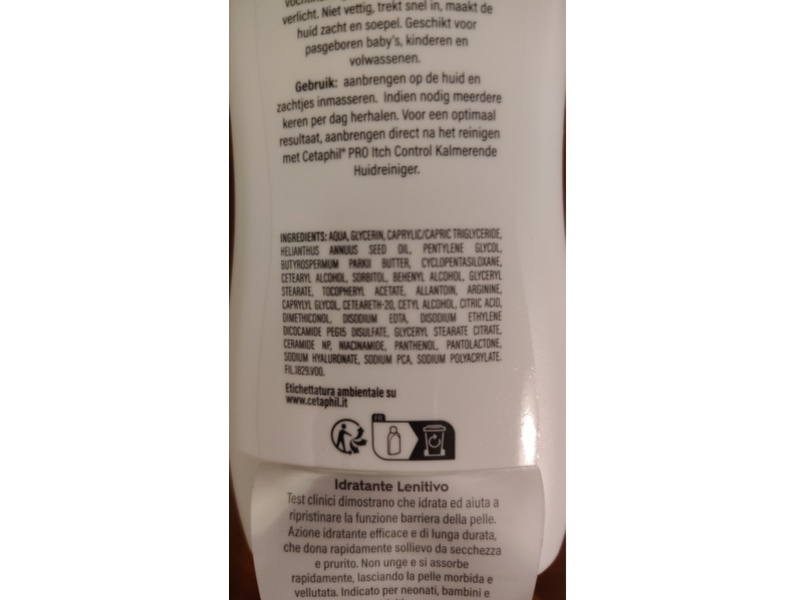 verlicht. Niet vettig, trekt snel in, maakt de
huid zacht en soepel. Geschikt voor
pasgeboren baby's, kinderen en
volwassenen.
Gebruik: aanbrengen op de huid en
zachtjes inmasseren. Indien nodig meerdere
keren per dag herhalen. Voor een optimaal
resultaat, aanbrengen direct na het reinigen
met Cetaphil® PRO Itch Control Kalmerende
Huidreiniger.
INGREDIENTS: AQUA, GLYCERIN, CAPRYLIC/CAPRIC TRIGLYCERIDE,
HELIANTHUS ANNUUS SEED OIL, PENTYLENE GLYCOL,
BUTYROSPERMUM PARKII BUTTER, CYCLOPENTASILOXANE,
CETEARYL ALCOHOL, SORBITOL, BEHENYL ALCOHOL, GLYCERYL
STEARATE, TOCOPHERYL ACETATE, ALLANTOIN, ARGININE,
CAPRYLYL GLYCOL, CETEARETH-20, CETYL ALCOHOL, CITRIC ACID,
DIMETHICONOL, DISODIUM EDTA, DISODIUM ETHYLENE
DICOCAMIDE PEG15 DISULFATE, GLYCERYL STEARATE CITRATE,
CERAMIDE NP, NIACINAMIDE, PANTHENOL, PANTOLACTONE,
SODIUM HYALURONATE, SODIUM PCA, SODIUM POLYACRYLATE.
FIL.1829.V00.
Etichettatura ambientale su
www.cetaphil.it
FR
Idratante Lenitivo
Test clinici dimostrano che idrata ed aiuta a
ripristinare la funzione barriera della pelle.
Azione idratante efficace e di lunga durata,
che dona rapidamente sollievo da secchezza
e prurito. Non unge e si assorbe
rapidamente, lasciando la pelle morbida e
vellutata. Indicato per neonati, bambini e